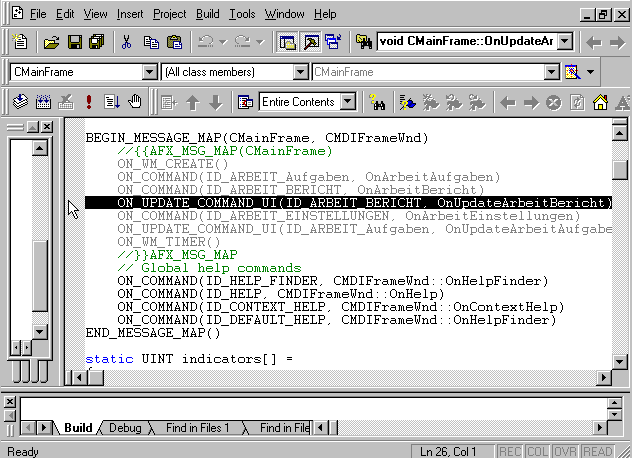 File Edit View Insert Project Build Tools Window Help
void CMainFrame::OnUpdateAr
CMainFrame (All class members) CMainFrame
Entire Contents
BEGIN_MESSAGE_MAP(CMainFrame, CMDIFrameWnd)
//{{AFX_MSG_MAP(CMainFrame)
ON_WM_CREATE()
ON_COMMAND(ID_ARBEIT_Aufgaben, OnArbeitAufgaben)
ON_COMMAND(ID_ARBEIT_BERICHT, OnArbeitBericht)
ON_UPDATE_COMMAND_UI(ID_ARBEIT_BERICHT, OnUpdateArbeitBericht)
ON_COMMAND(ID_ARBEIT_EINSTELLUNGEN, OnArbeitEinstellungen)
ON_UPDATE_COMMAND_UI(ID_ARBEIT_Aufgaben, OnUpdateArbeitAufgabe
ON_WM_TIMER()
//}}AFX_MSG_MAP
// Global help commands
ON_COMMAND(ID_HELP_FINDER, CMDIFrameWnd::OnHelpFinder)
ON_COMMAND(ID_HELP, CMDIFrameWnd::OnHelp)
ON_COMMAND(ID_CONTEXT_HELP, CMDIFrameWnd::OnContextHelp)
ON_COMMAND(ID_DEFAULT_HELP, CMDIFrameWnd::OnHelpFinder)
END_MESSAGE_MAP()
static UINT indicators[] =
{
Build Debug Find in Files 1 Find in File
Ready Ln 26, Col 1 REC COL OVR READ